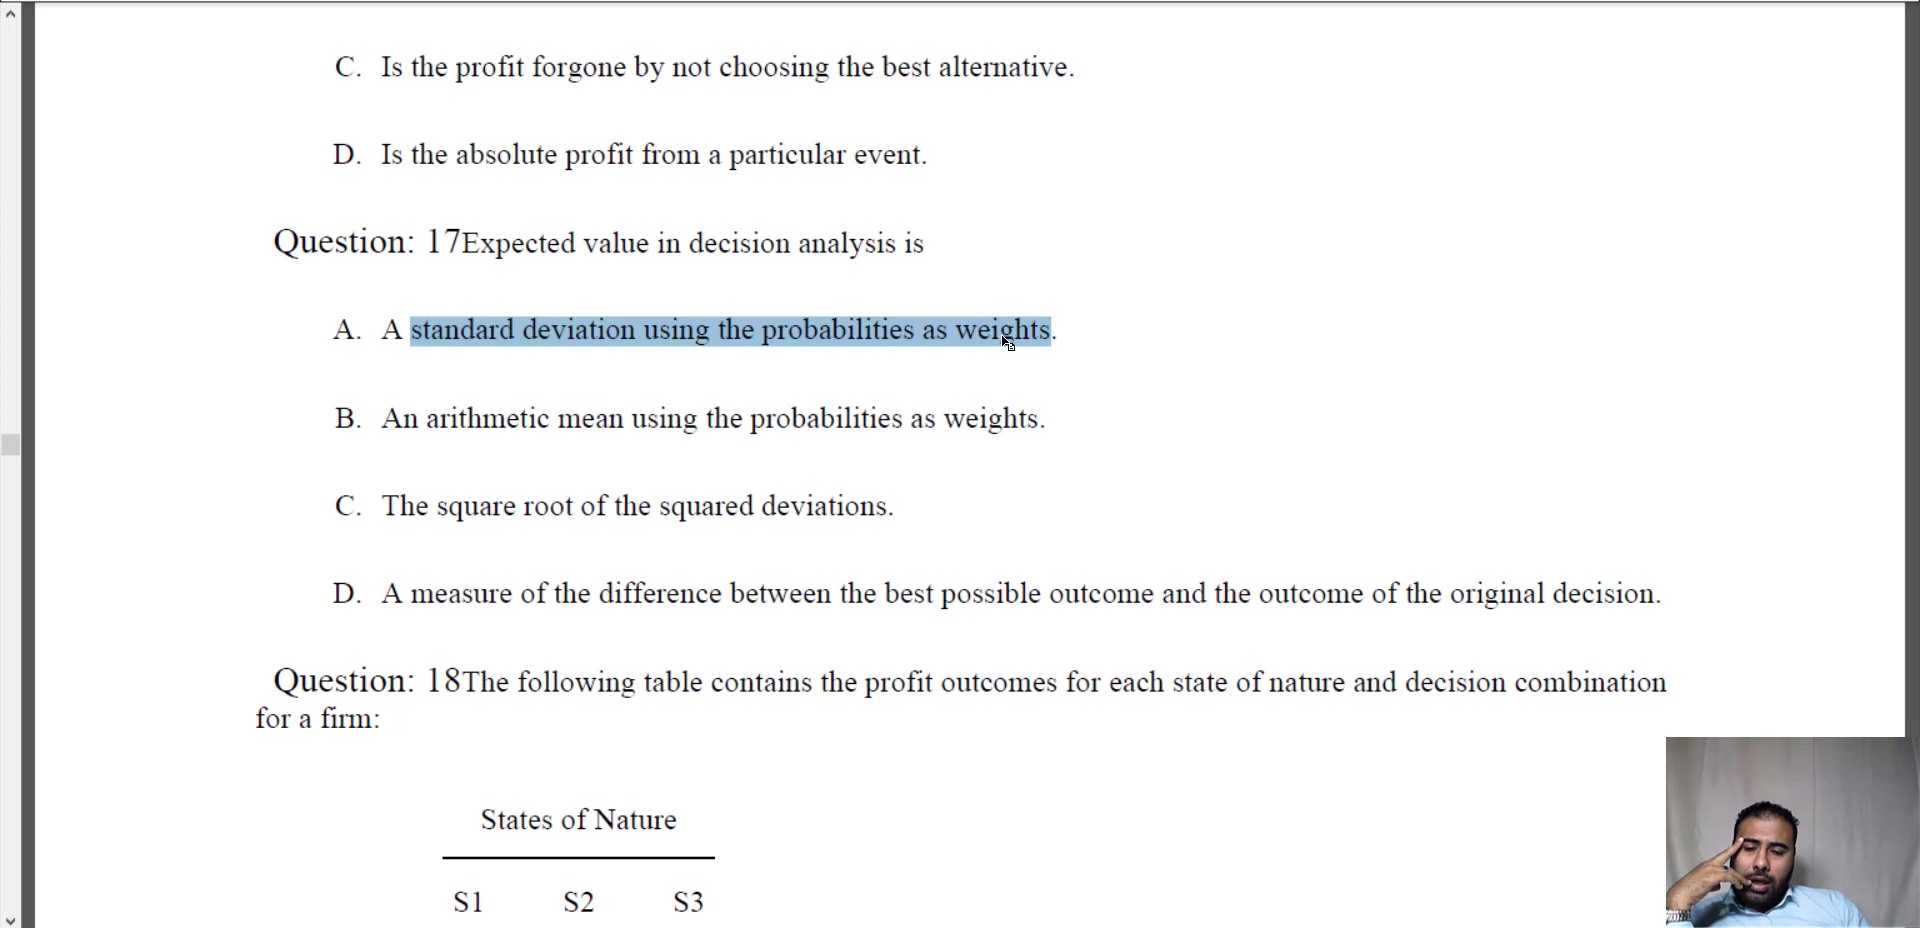 C. Is the profit forgone by not choosing the best alternative.
D. Is the absolute profit from a particular event.
Question: 17Expected value in decision analysis is
A. A standard deviation using the probabilities as weights.
B. An arithmetic mean using the probabilities as weights.
C. The square root of the squared deviations.
D. A measure of the difference between the best possible outcome and the outcome of the original decision.
Question: 18The following table contains the profit outcomes for each state of nature and decision combination
for a firm:
States of Nature
S1 S2 S3